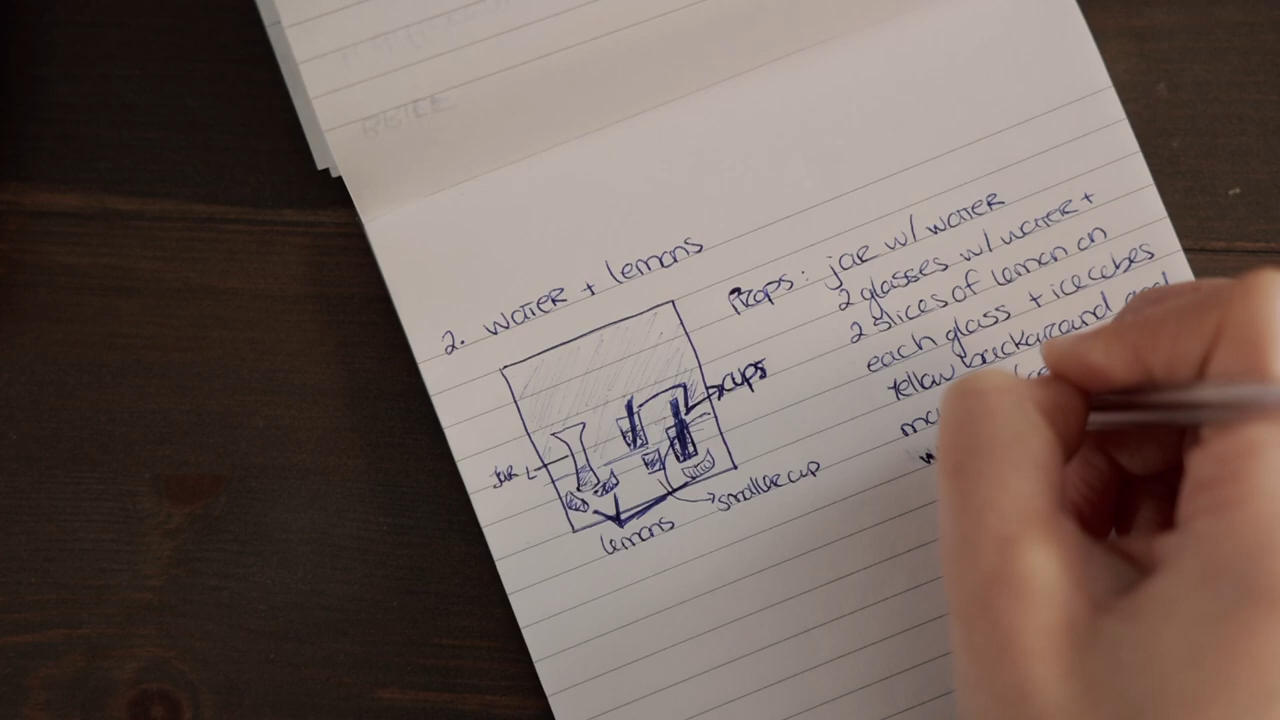 2. WATER + lemons
Props: jar w/ WATER
2 glasses w/ WATER +
2 slices of lemon on
each glass + ice cubes
Yellow background and
cups
JAR
smaller cup
lemons